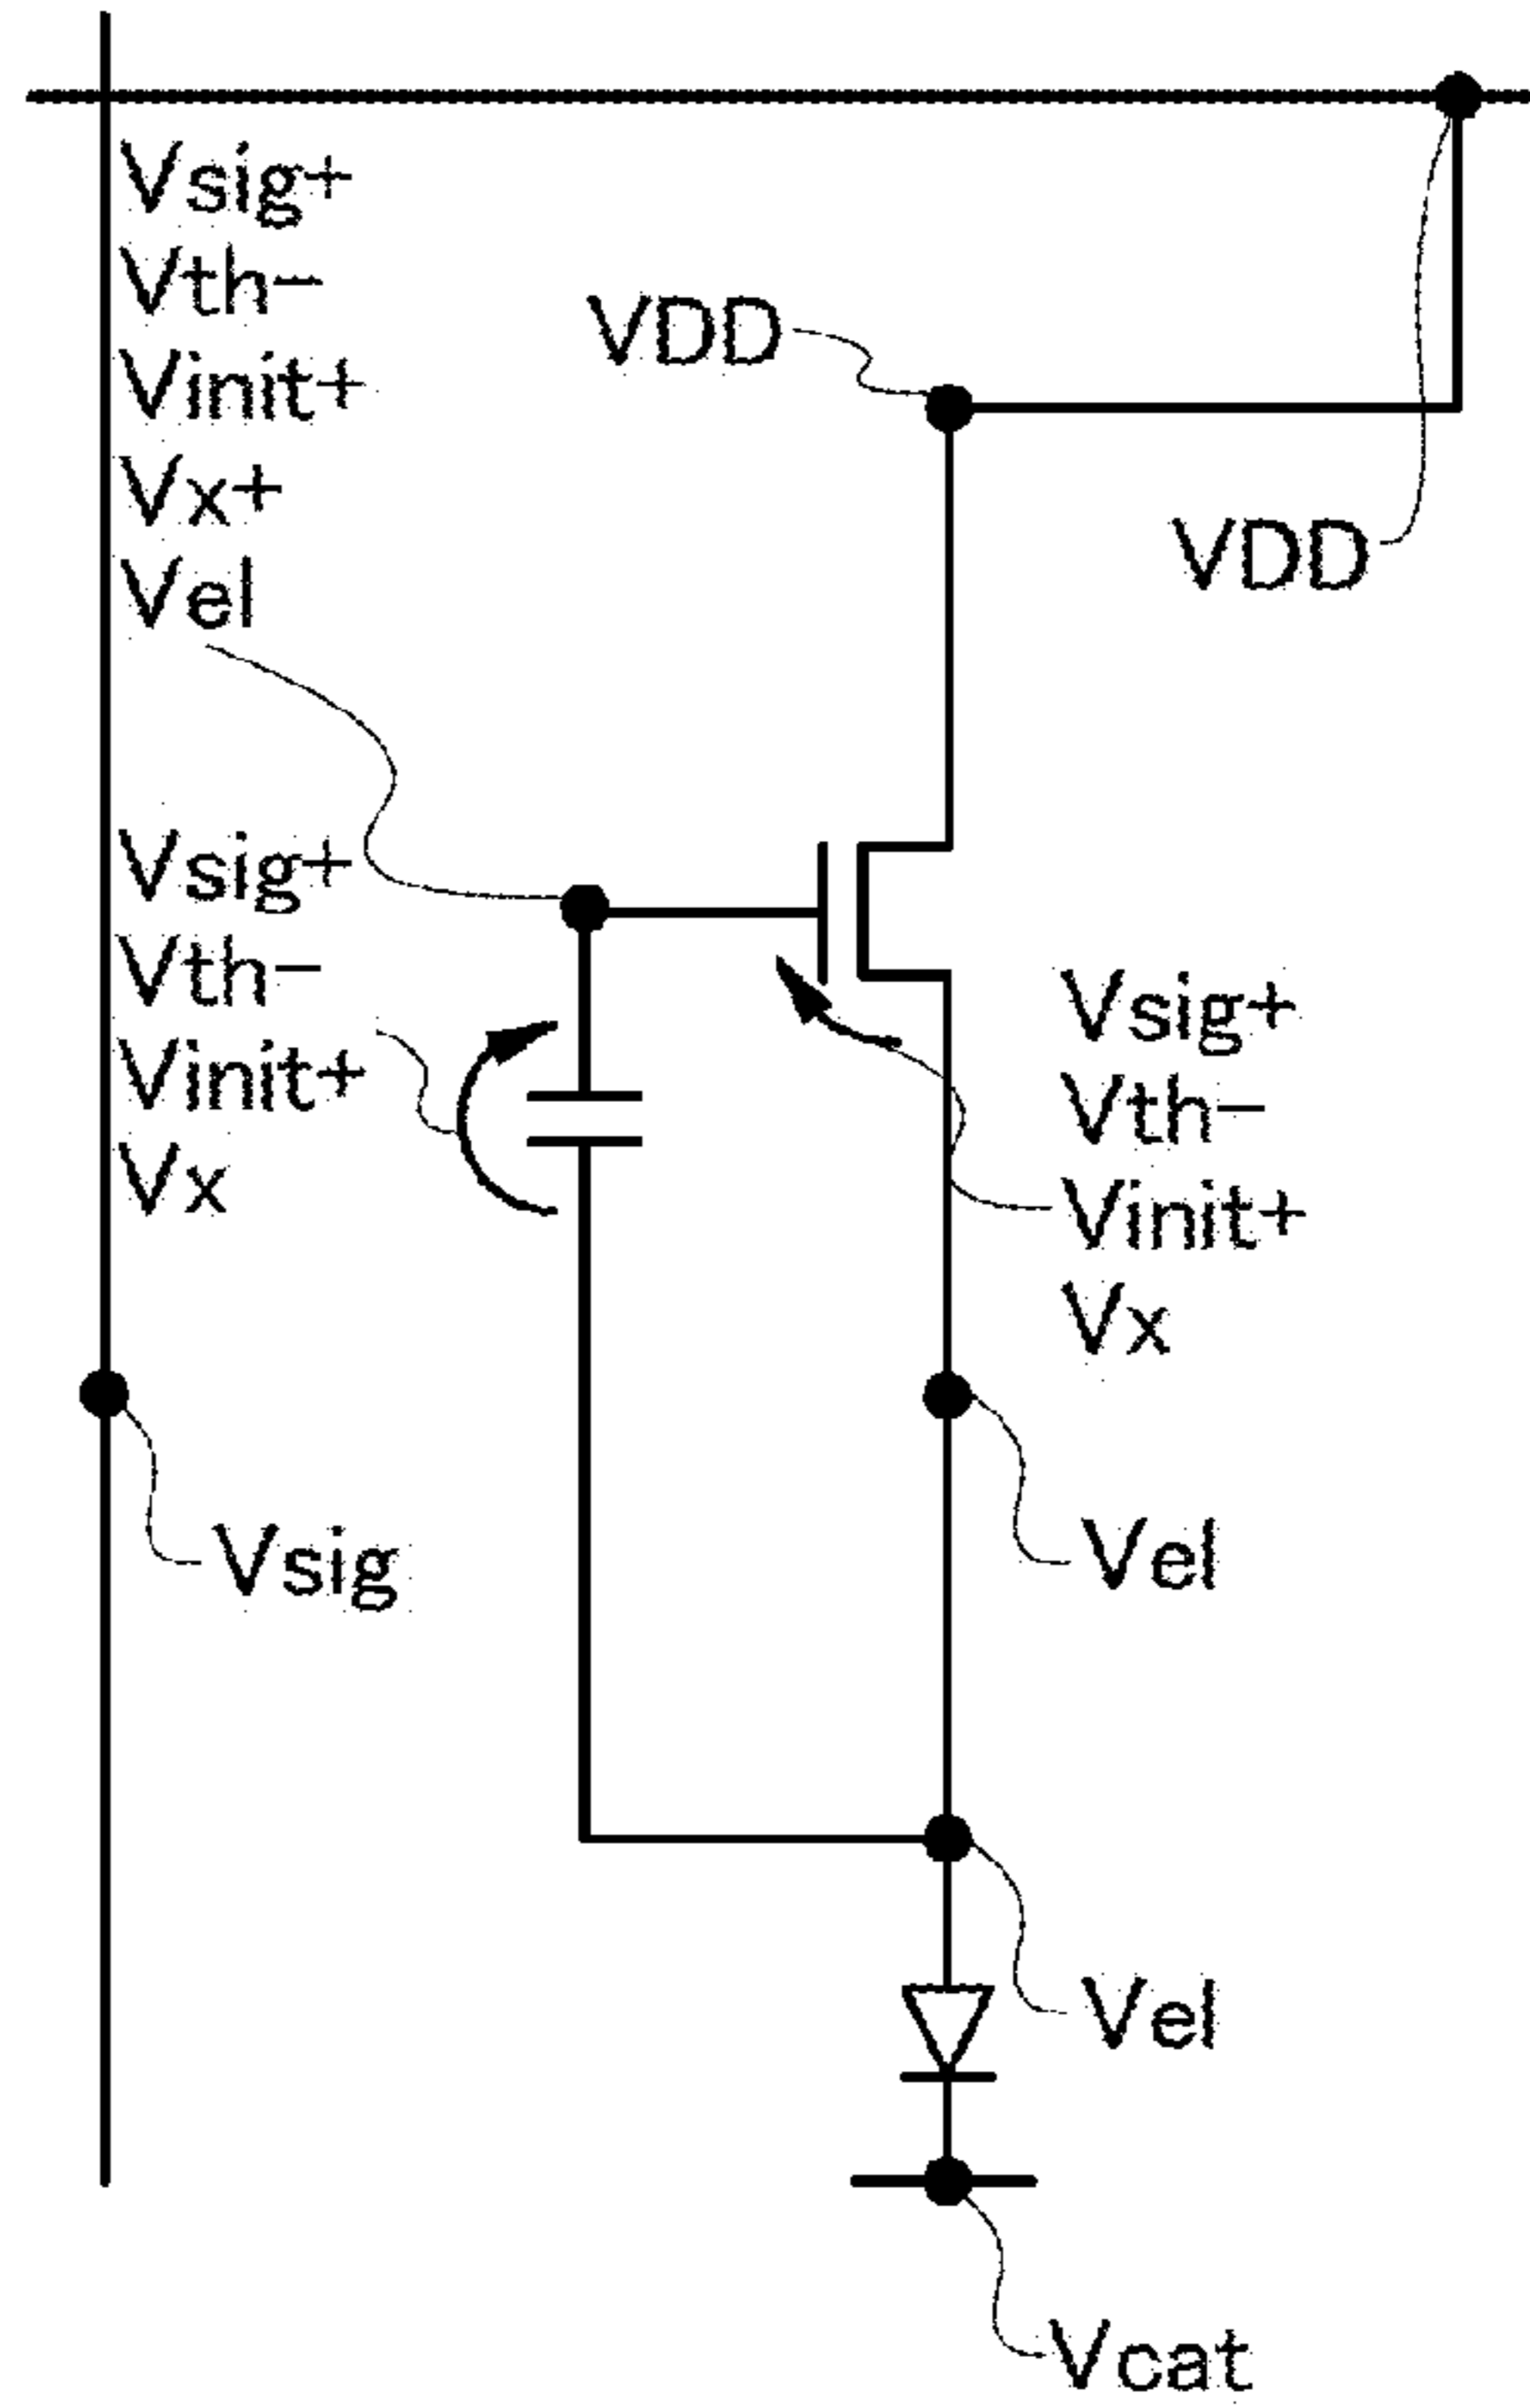 Vsig+
Vth−
Vinit+
Vx+
Vel
VDD
VDD
Vsig+
Vth−
Vinit+
Vx
Vsig+
Vth−
Vinit+
Vx
Vsig
Vel
Vel
Vcat